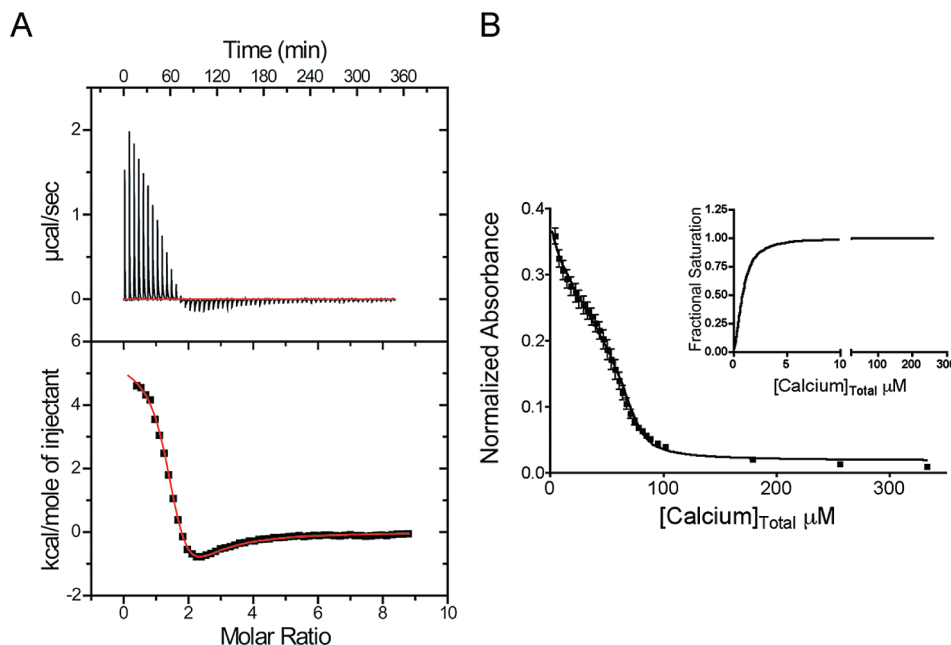 A
Time (min)
0 60 120 180 240 300 360
2
1
0
µcal/sec
6
4
2
0
-2
kcal/mole of injectant
0 2 4 6 8 10
Molar Ratio
B
0.4
0.3
0.2
0.1
0.0
Normalized Absorbance
0 100 200 300
[Calcium]Total µM
1.25
1.00
0.75
0.50
0.25
0.00
Fractional Saturation
0 5 10 100 200 300
[Calcium]Total µM